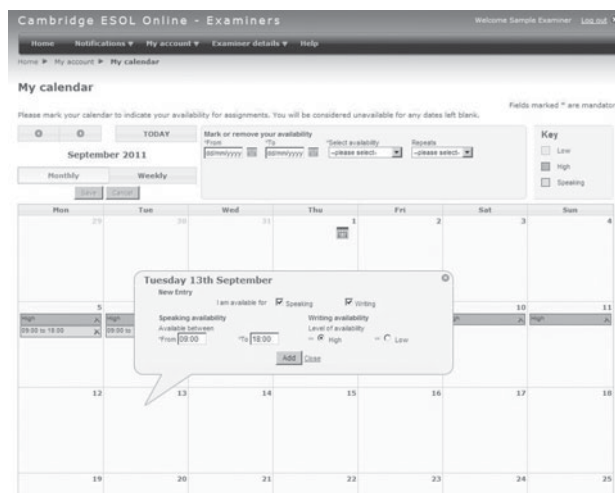 Cambridge ESOL Online - Examiners
Welcome Sample Examiner Log out
Home Notifications My account Examiner details Help
Home My account My calendar
My calendar
Please mark your calendar to indicate your availability for assignments. You will be considered unavailable for any dates left blank.
Fields marked * are mandator
TODAY
September 2011
Monthly Weekly
Save Cancel
Mark or remove your availability
*From *To *Select availability Repeats
dd/mm/yyyy dd/mm/yyyy --please select- -please select-
Key
Low
High
Speaking
Mon Tue Wed Thu Fri Sat Sun
29 30 31 1 2 3 4
5 10 11
High High High
09:00 to 18:00 09:00 to
Tuesday 13th September
New Entry
I am available for Speaking Writing
Speaking availability Writing availability
Available between Level of availability
*From 09:00 *To 18:00 High Low
Add Close
12 13 14 15 16 17 18
19 20 21 22 23 24 25